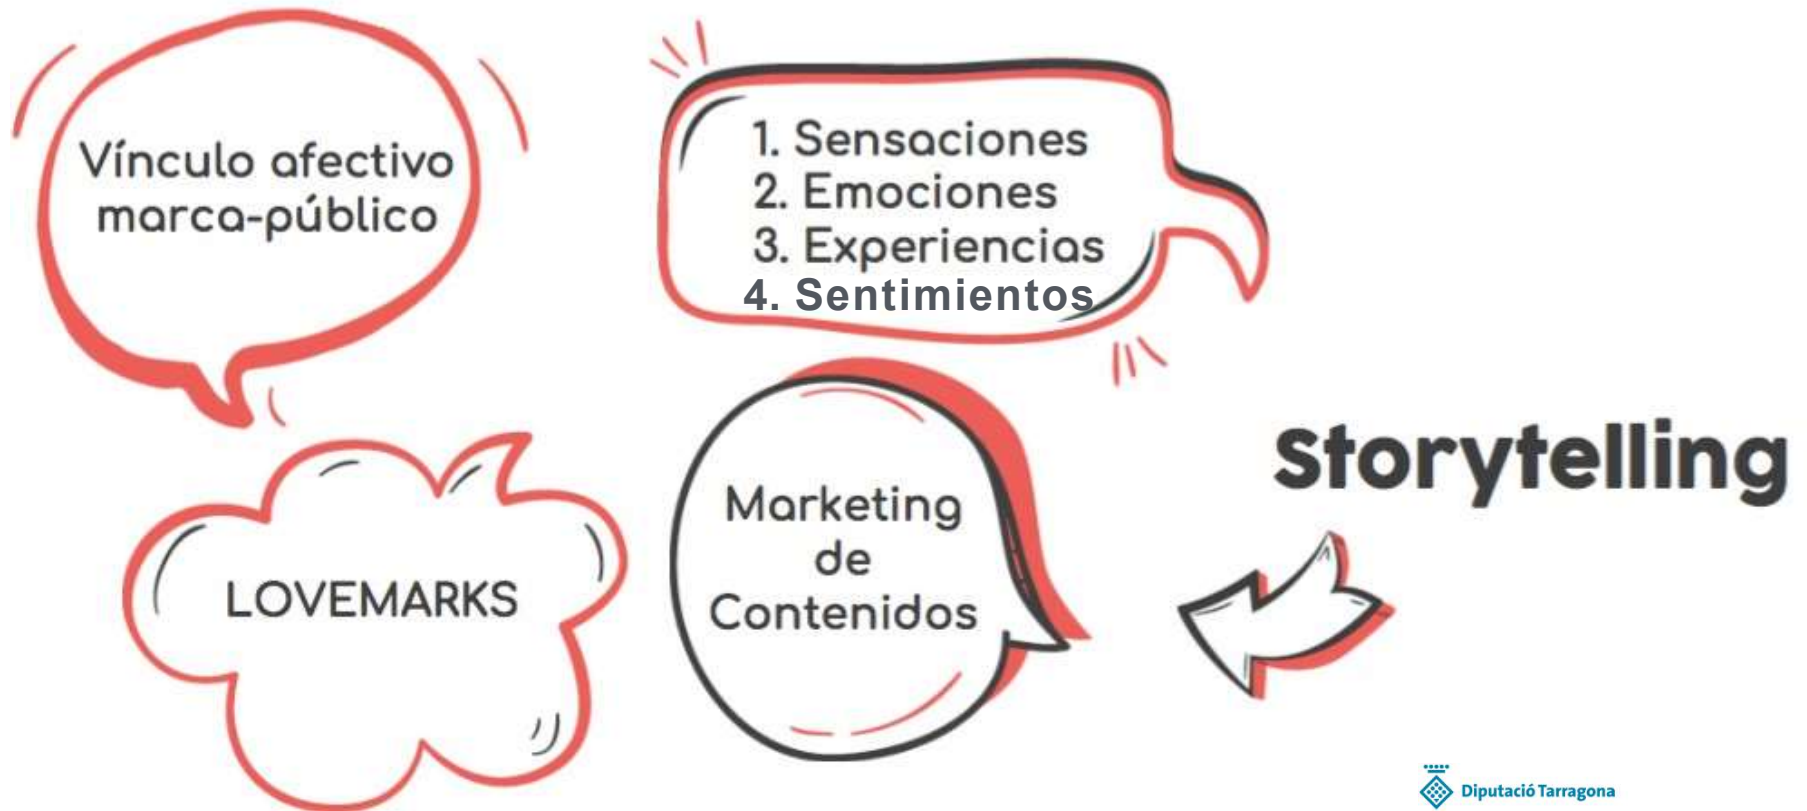 Vínculo afectivo
marca-público
1. Sensaciones
2. Emociones
3. Experiencias
4. Sentimientos
LOVEMARKS
Marketing
de
Contenidos
Storytelling
Diputació Tarragona